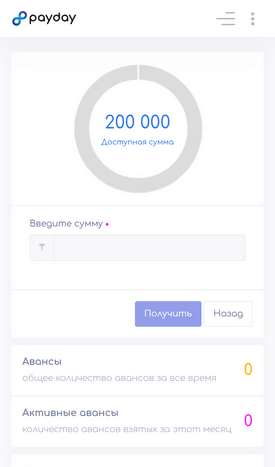 payday
200 000
Доступная сумма
Введите сумму
₸
Получить
Назад
Авансы
0
общее количество авансов за все время
Активные авансы
0
количество авансов взятых за этот месяц